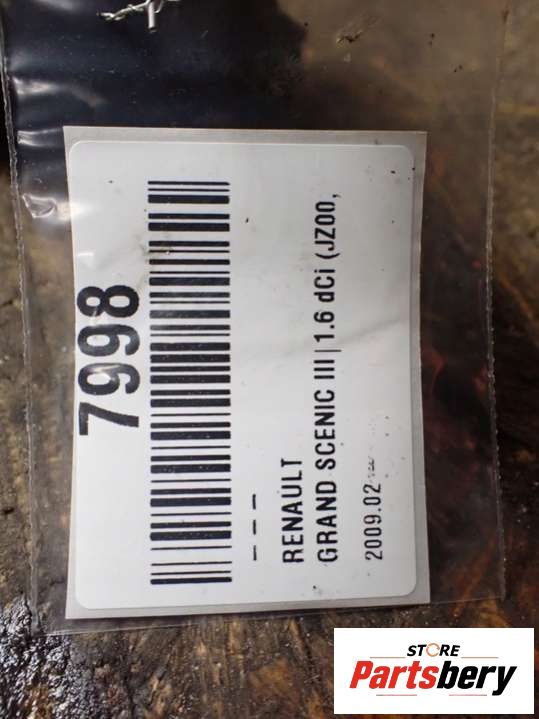 7998
– – –
RENAULT
GRAND SCENIC III | 1.6 dCi (JZ00,
2009.02
STORE
Partsbery